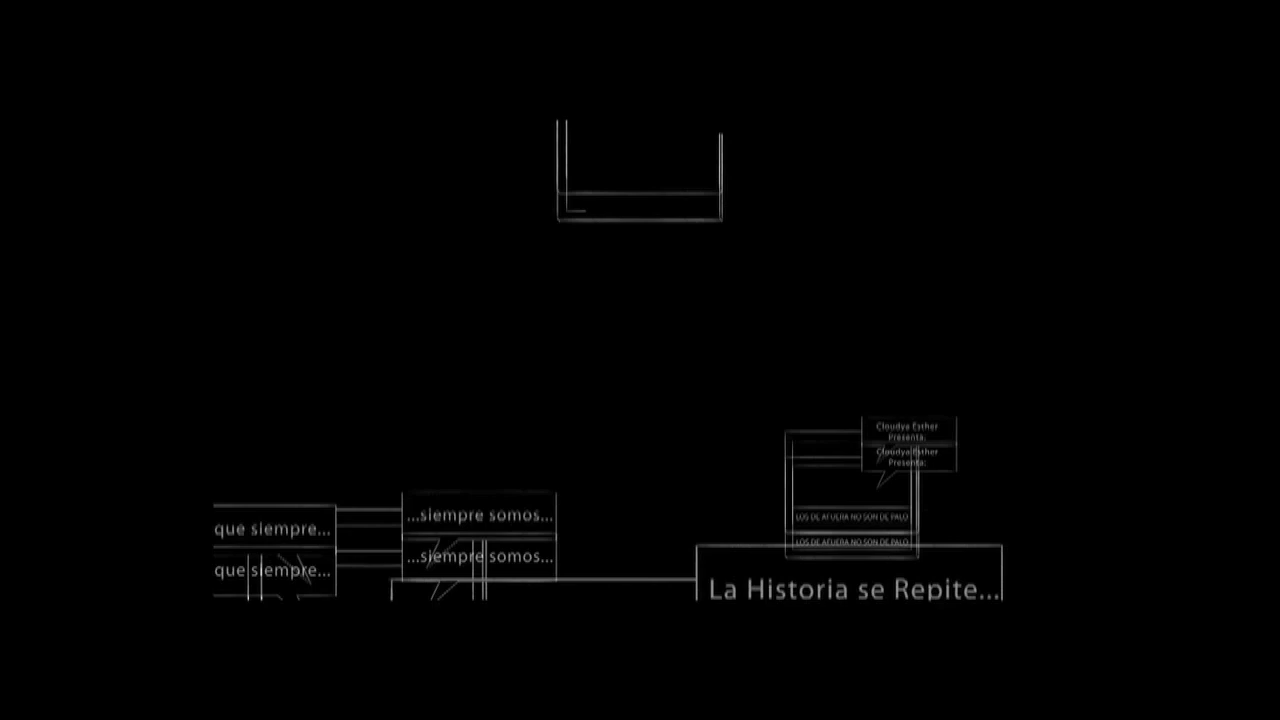 Cloudya Esther
Presenta:
Cloudya Esther
Presenta:
LOS DE AFUERA NO SON DE PALO
LOS DE AFUERA NO SON DE PALO
que siempre...
que siempre...
...siempre somos...
...siempre somos...
La Historia se Repite...